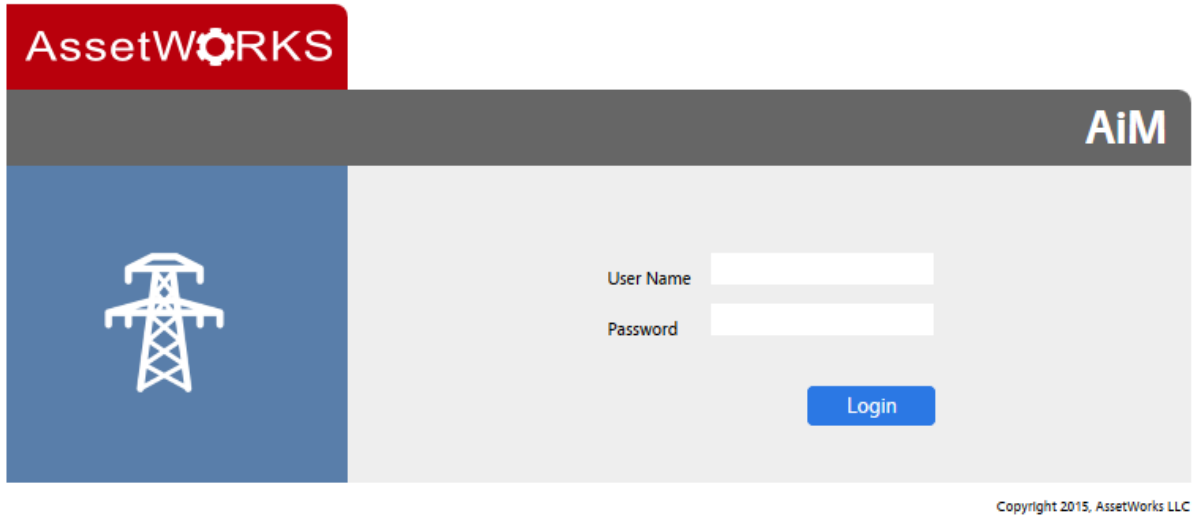 AssetWORKS
AiM
User Name
Password
Login
Copyright 2015, AssetWorks LLC